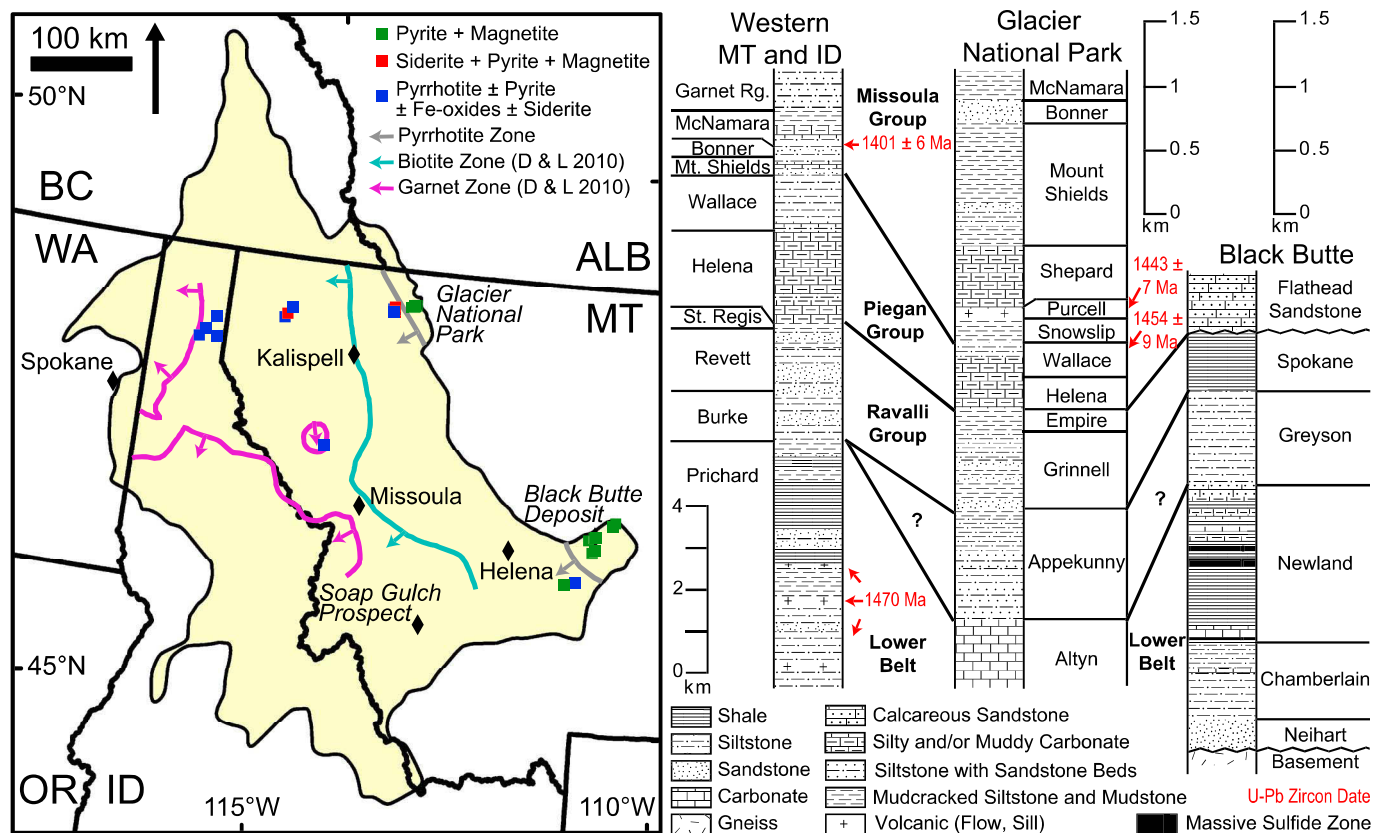 100 km
50°N
45°N
115°W
110°W
BC
WA
ALB
MT
OR
ID
Pyrite + Magnetite
Siderite + Pyrite + Magnetite
Pyrrhotite ± Pyrite
± Fe-oxides ± Siderite
Pyrrhotite Zone
Biotite Zone (D & L 2010)
Garnet Zone (D & L 2010)
Glacier
National
Park
Kalispell
Spokane
Missoula
Black Butte
Deposit
Helena
Soap Gulch
Prospect
Western
MT and ID
Garnet Rg.
McNamara
Bonner
Mt. Shields
Wallace
Helena
St. Regis
Revett
Burke
Prichard
4
2
0
km
Missoula
Group
1401 ± 6 Ma
Piegan
Group
Ravalli
Group
?
1470 Ma
Lower
Belt
Glacier
National Park
McNamara
Bonner
Mount
Shields
Shepard
Purcell
Snowslip
Wallace
Helena
Empire
Grinnell
Appekunny
Altyn
1.5
1
0.5
0
km
1.5
1
0.5
0
km
1443 ±
7 Ma
1454 ±
9 Ma
?
Lower
Belt
Black Butte
Flathead
Sandstone
Spokane
Greyson
Newland
Chamberlain
Neihart
Basement
Shale
Siltstone
Sandstone
Carbonate
Gneiss
Calcareous Sandstone
Silty and/or Muddy Carbonate
Siltstone with Sandstone Beds
Mudcracked Siltstone and Mudstone
Volcanic (Flow, Sill)
U-Pb Zircon Date
Massive Sulfide Zone